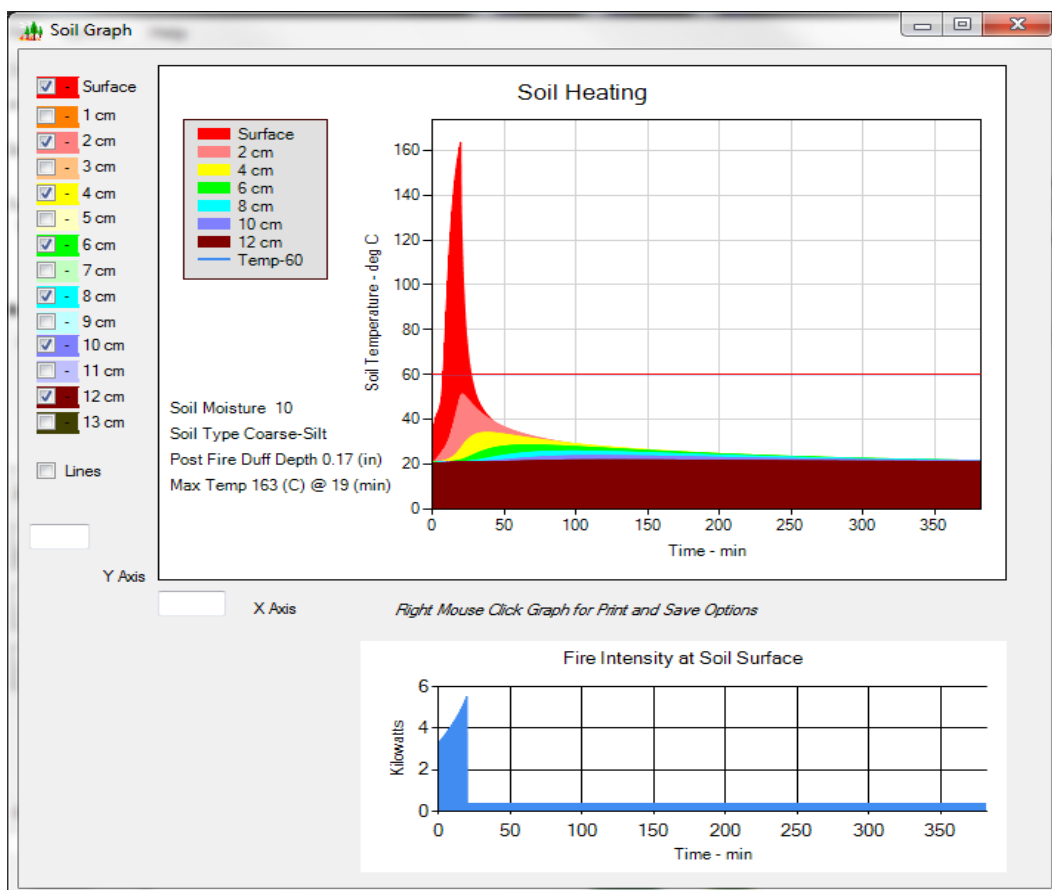 Soil Graph
- Surface
- 1 cm
- 2 cm
- 3 cm
- 4 cm
- 5 cm
- 6 cm
- 7 cm
- 8 cm
- 9 cm
- 10 cm
- 11 cm
- 12 cm
- 13 cm
Lines
Y Axis
X Axis
Soil Heating
Surface
2 cm
4 cm
6 cm
8 cm
10 cm
12 cm
Temp-60
Soil Moisture 10
Soil Type Coarse-Silt
Post Fire Duff Depth 0.17 (in)
Max Temp 163 (C) @ 19 (min)
Soil Temperature - deg C
160
140
120
100
80
60
40
20
0
0 50 100 150 200 250 300 350
Time - min
Right Mouse Click Graph for Print and Save Options
Fire Intensity at Soil Surface
Kilowatts
6
4
2
0
0 50 100 150 200 250 300 350
Time - min